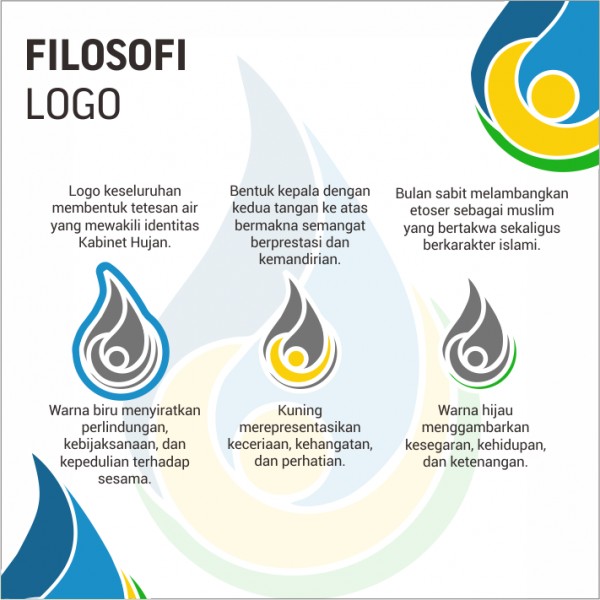 FILOSOFI
LOGO
Logo keseluruhan
membentuk tetesan air
yang mewakili identitas
Kabinet Hujan.
Bentuk kepala dengan
kedua tangan ke atas
bermakna semangat
berprestasi dan
kemandirian.
Bulan sabit melambangkan
etoser sebagai muslim
yang bertakwa sekaligus
berkarakter islami.
Warna biru menyiratkan
perlindungan,
kebijaksanaan, dan
kepedulian terhadap
sesama.
Kuning
merepresentasikan
keceriaan, kehangatan,
dan perhatian.
Warna hijau
menggambarkan
kesegaran, kehidupan,
dan ketenangan.